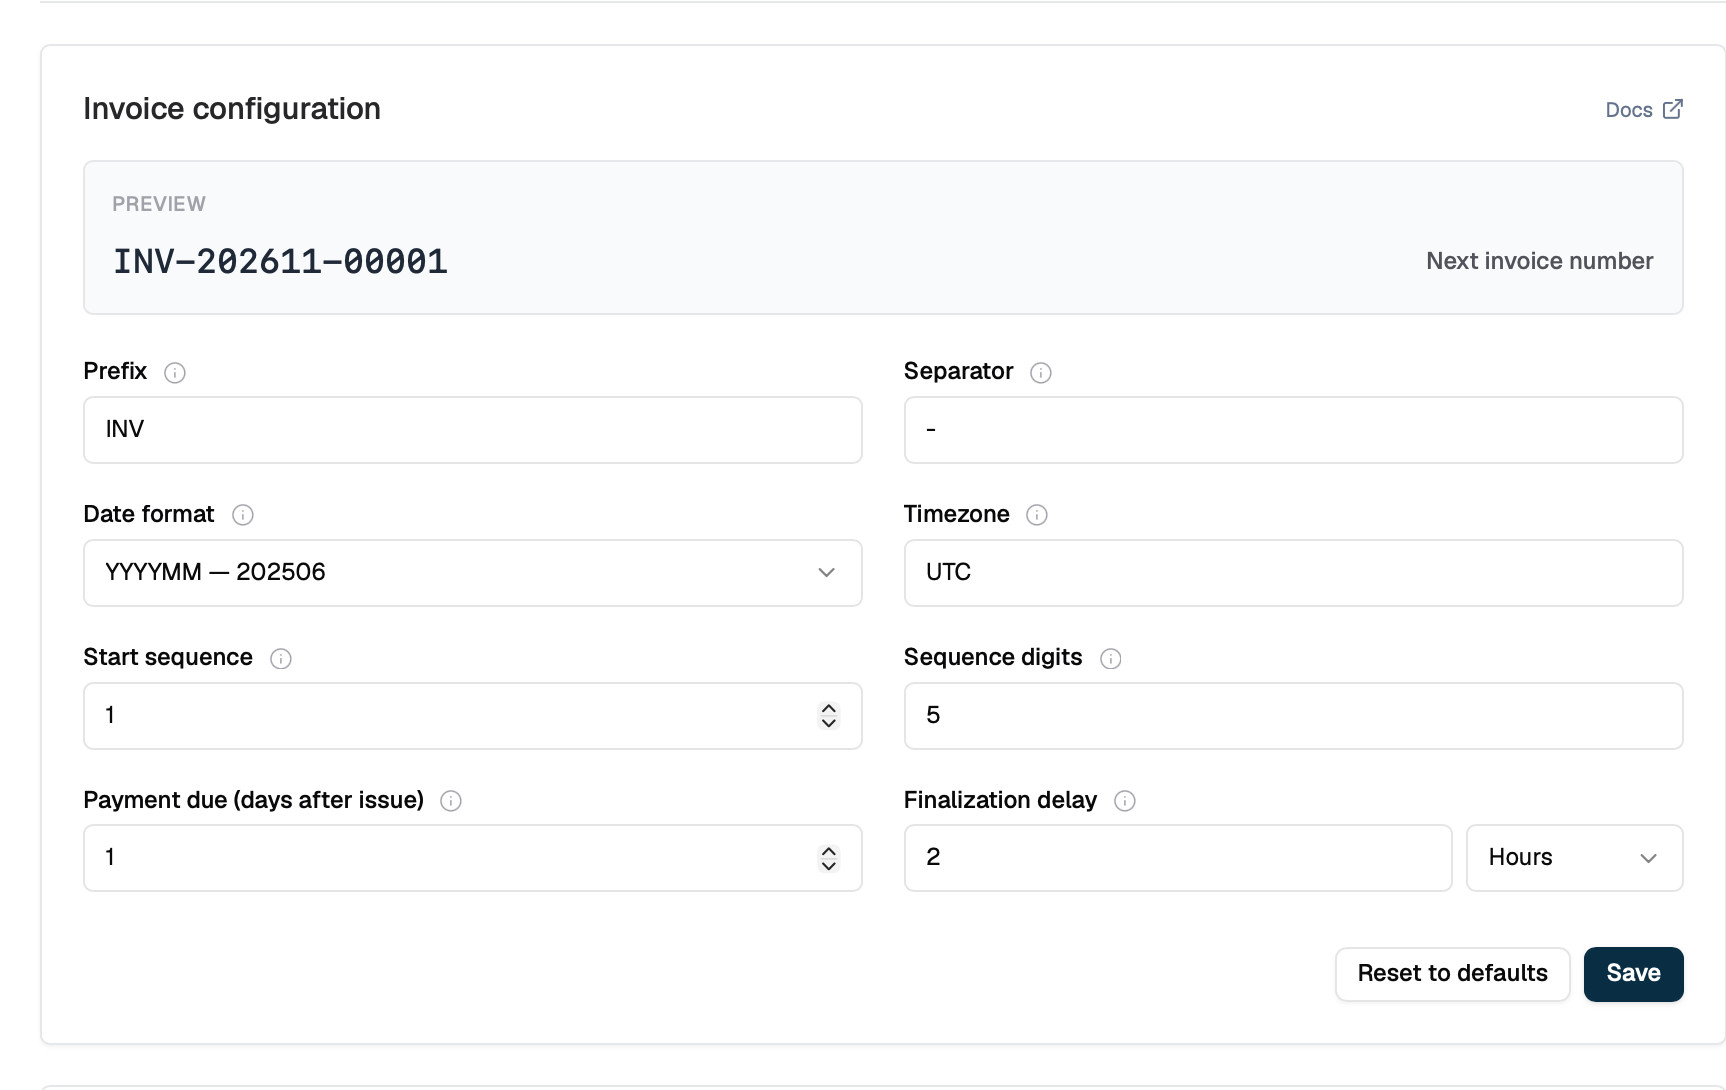 Invoice configuration
Docs
PREVIEW
INV-202611-00001
Next invoice number
Prefix
Separator
INV
-
Date format
Timezone
YYYYMM — 202506
UTC
Start sequence
Sequence digits
1
5
Payment due (days after issue)
Finalization delay
1
2
Hours
Reset to defaults
Save